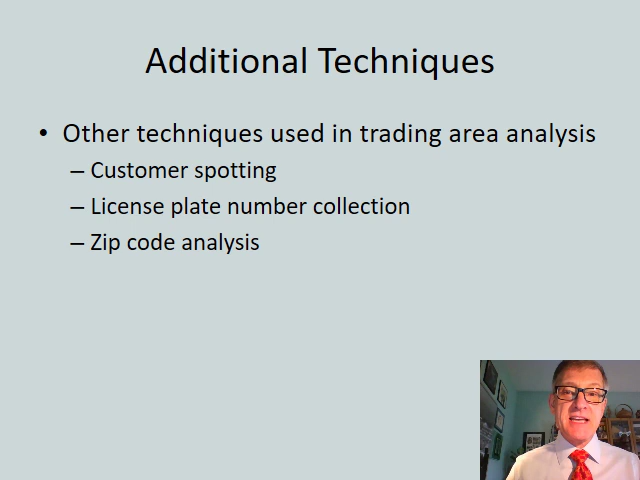 Additional Techniques
• Other techniques used in trading area analysis
– Customer spotting
– License plate number collection
– Zip code analysis